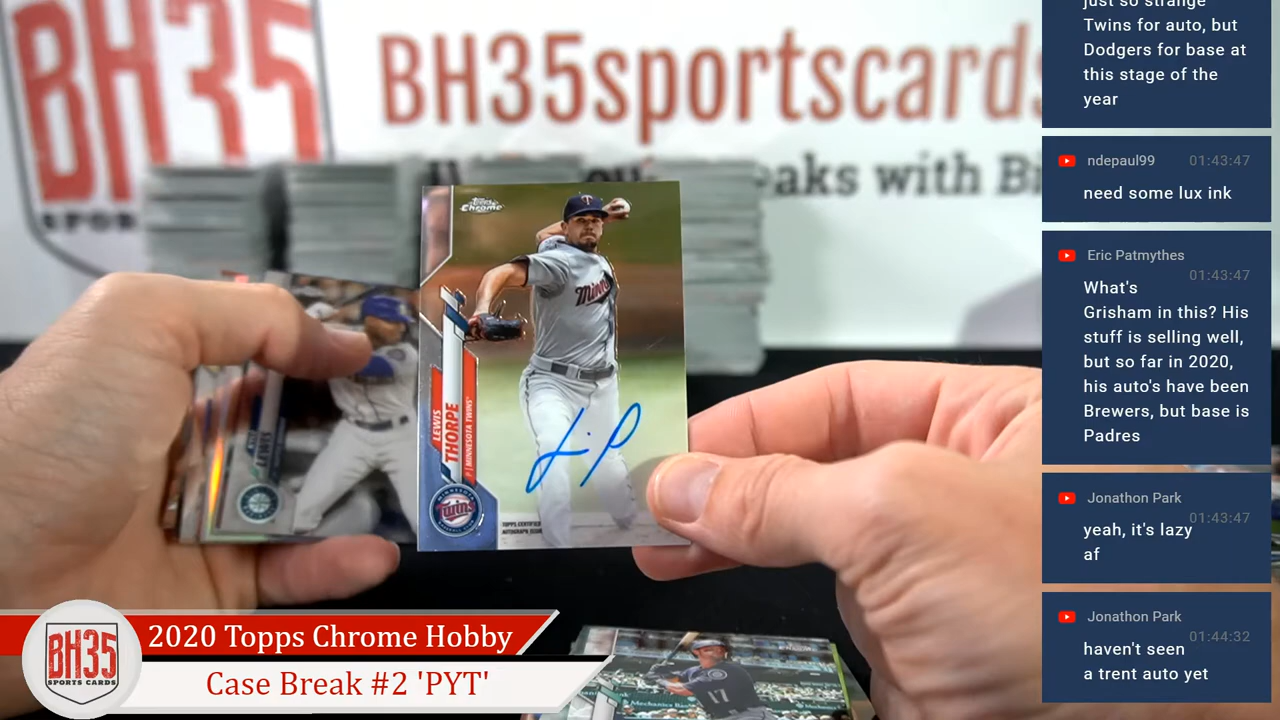 BH35
SPORTS
BH35sportscards
aks with Bi
Topps
Chrome
LEWIS
THORPE
P | MINNESOTA TWINS
MINNESOTA
Twins
TOPPS CERTIFIED
AUTOGRAPH ISSUE
LEWIS
17
BH35
SPORTS CARDS
2020 Topps Chrome Hobby
Case Break #2 'PYT'
just so strange
Twins for auto, but
Dodgers for base at
this stage of the
year
ndepaul99 01:43:47
need some lux ink
Eric Patmythes
01:43:47
What's
Grisham in this? His
stuff is selling well,
but so far in 2020,
his auto's have been
Brewers, but base is
Padres
Jonathon Park
01:43:47
yeah, it's lazy
af
Jonathon Park
01:44:32
haven't seen
a trent auto yet